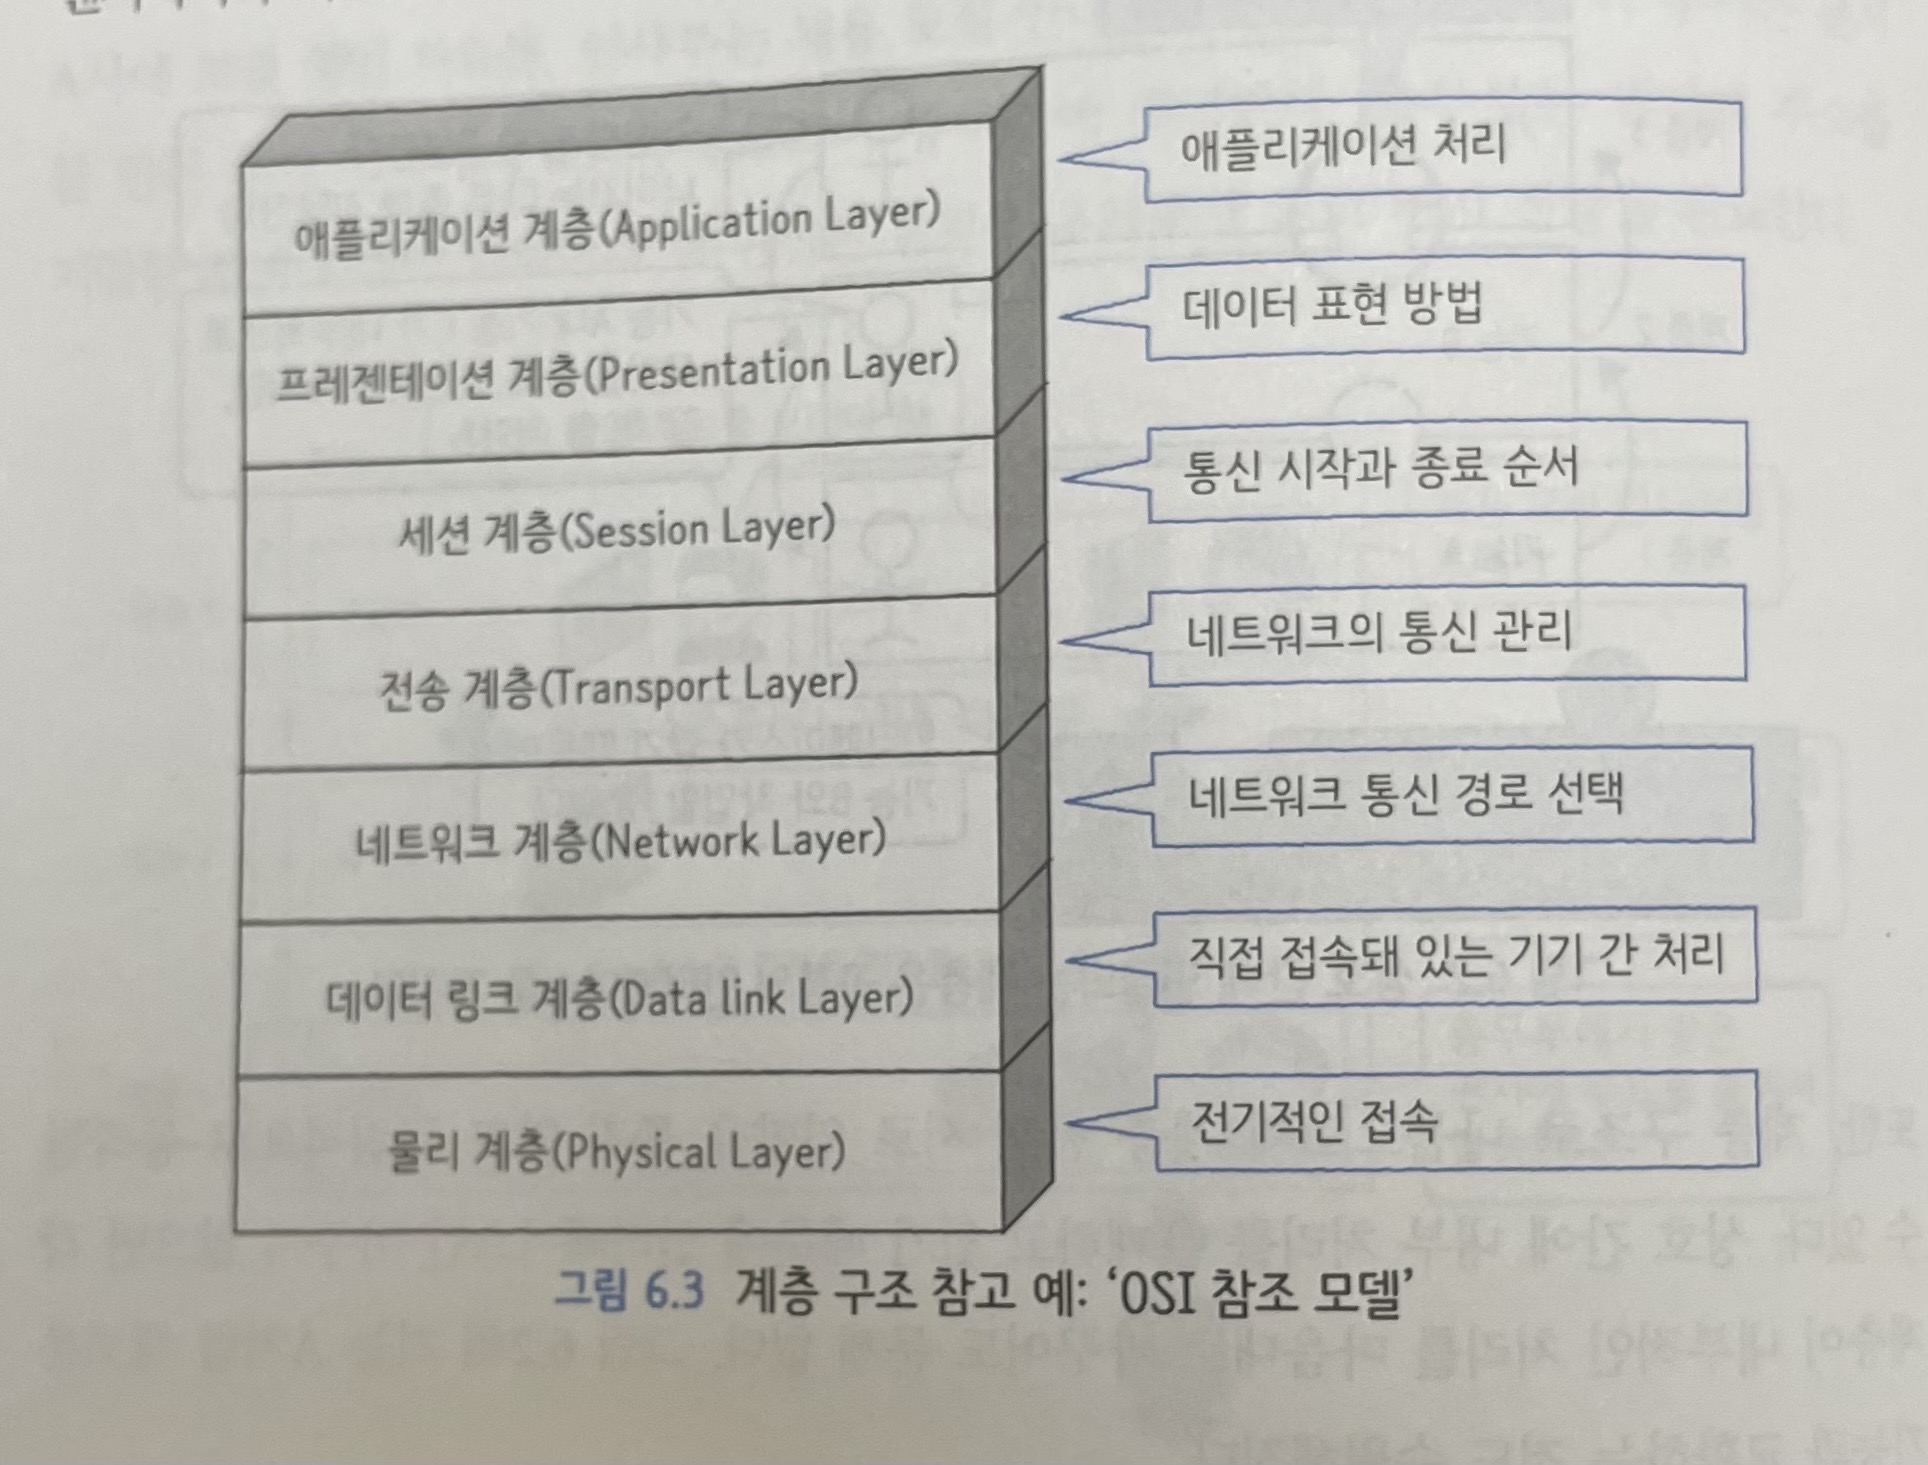 애플리케이션 계층(Application Layer)
애플리케이션 처리
프레젠테이션 계층(Presentation Layer)
데이터 표현 방법
세션 계층(Session Layer)
통신 시작과 종료 순서
전송 계층(Transport Layer)
네트워크의 통신 관리
네트워크 계층(Network Layer)
네트워크 통신 경로 선택
데이터 링크 계층(Data link Layer)
직접 접속돼 있는 기기 간 처리
물리 계층(Physical Layer)
전기적인 접속
그림 6.3 계층 구조 참고 예: ‘OSI 참조 모델’